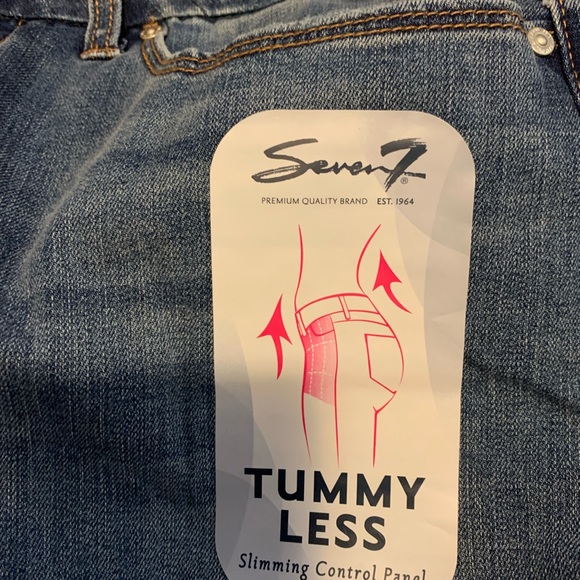 Seven7®
PREMIUM QUALITY BRAND EST. 1964
TUMMY
LESS
Slimming Control Panel